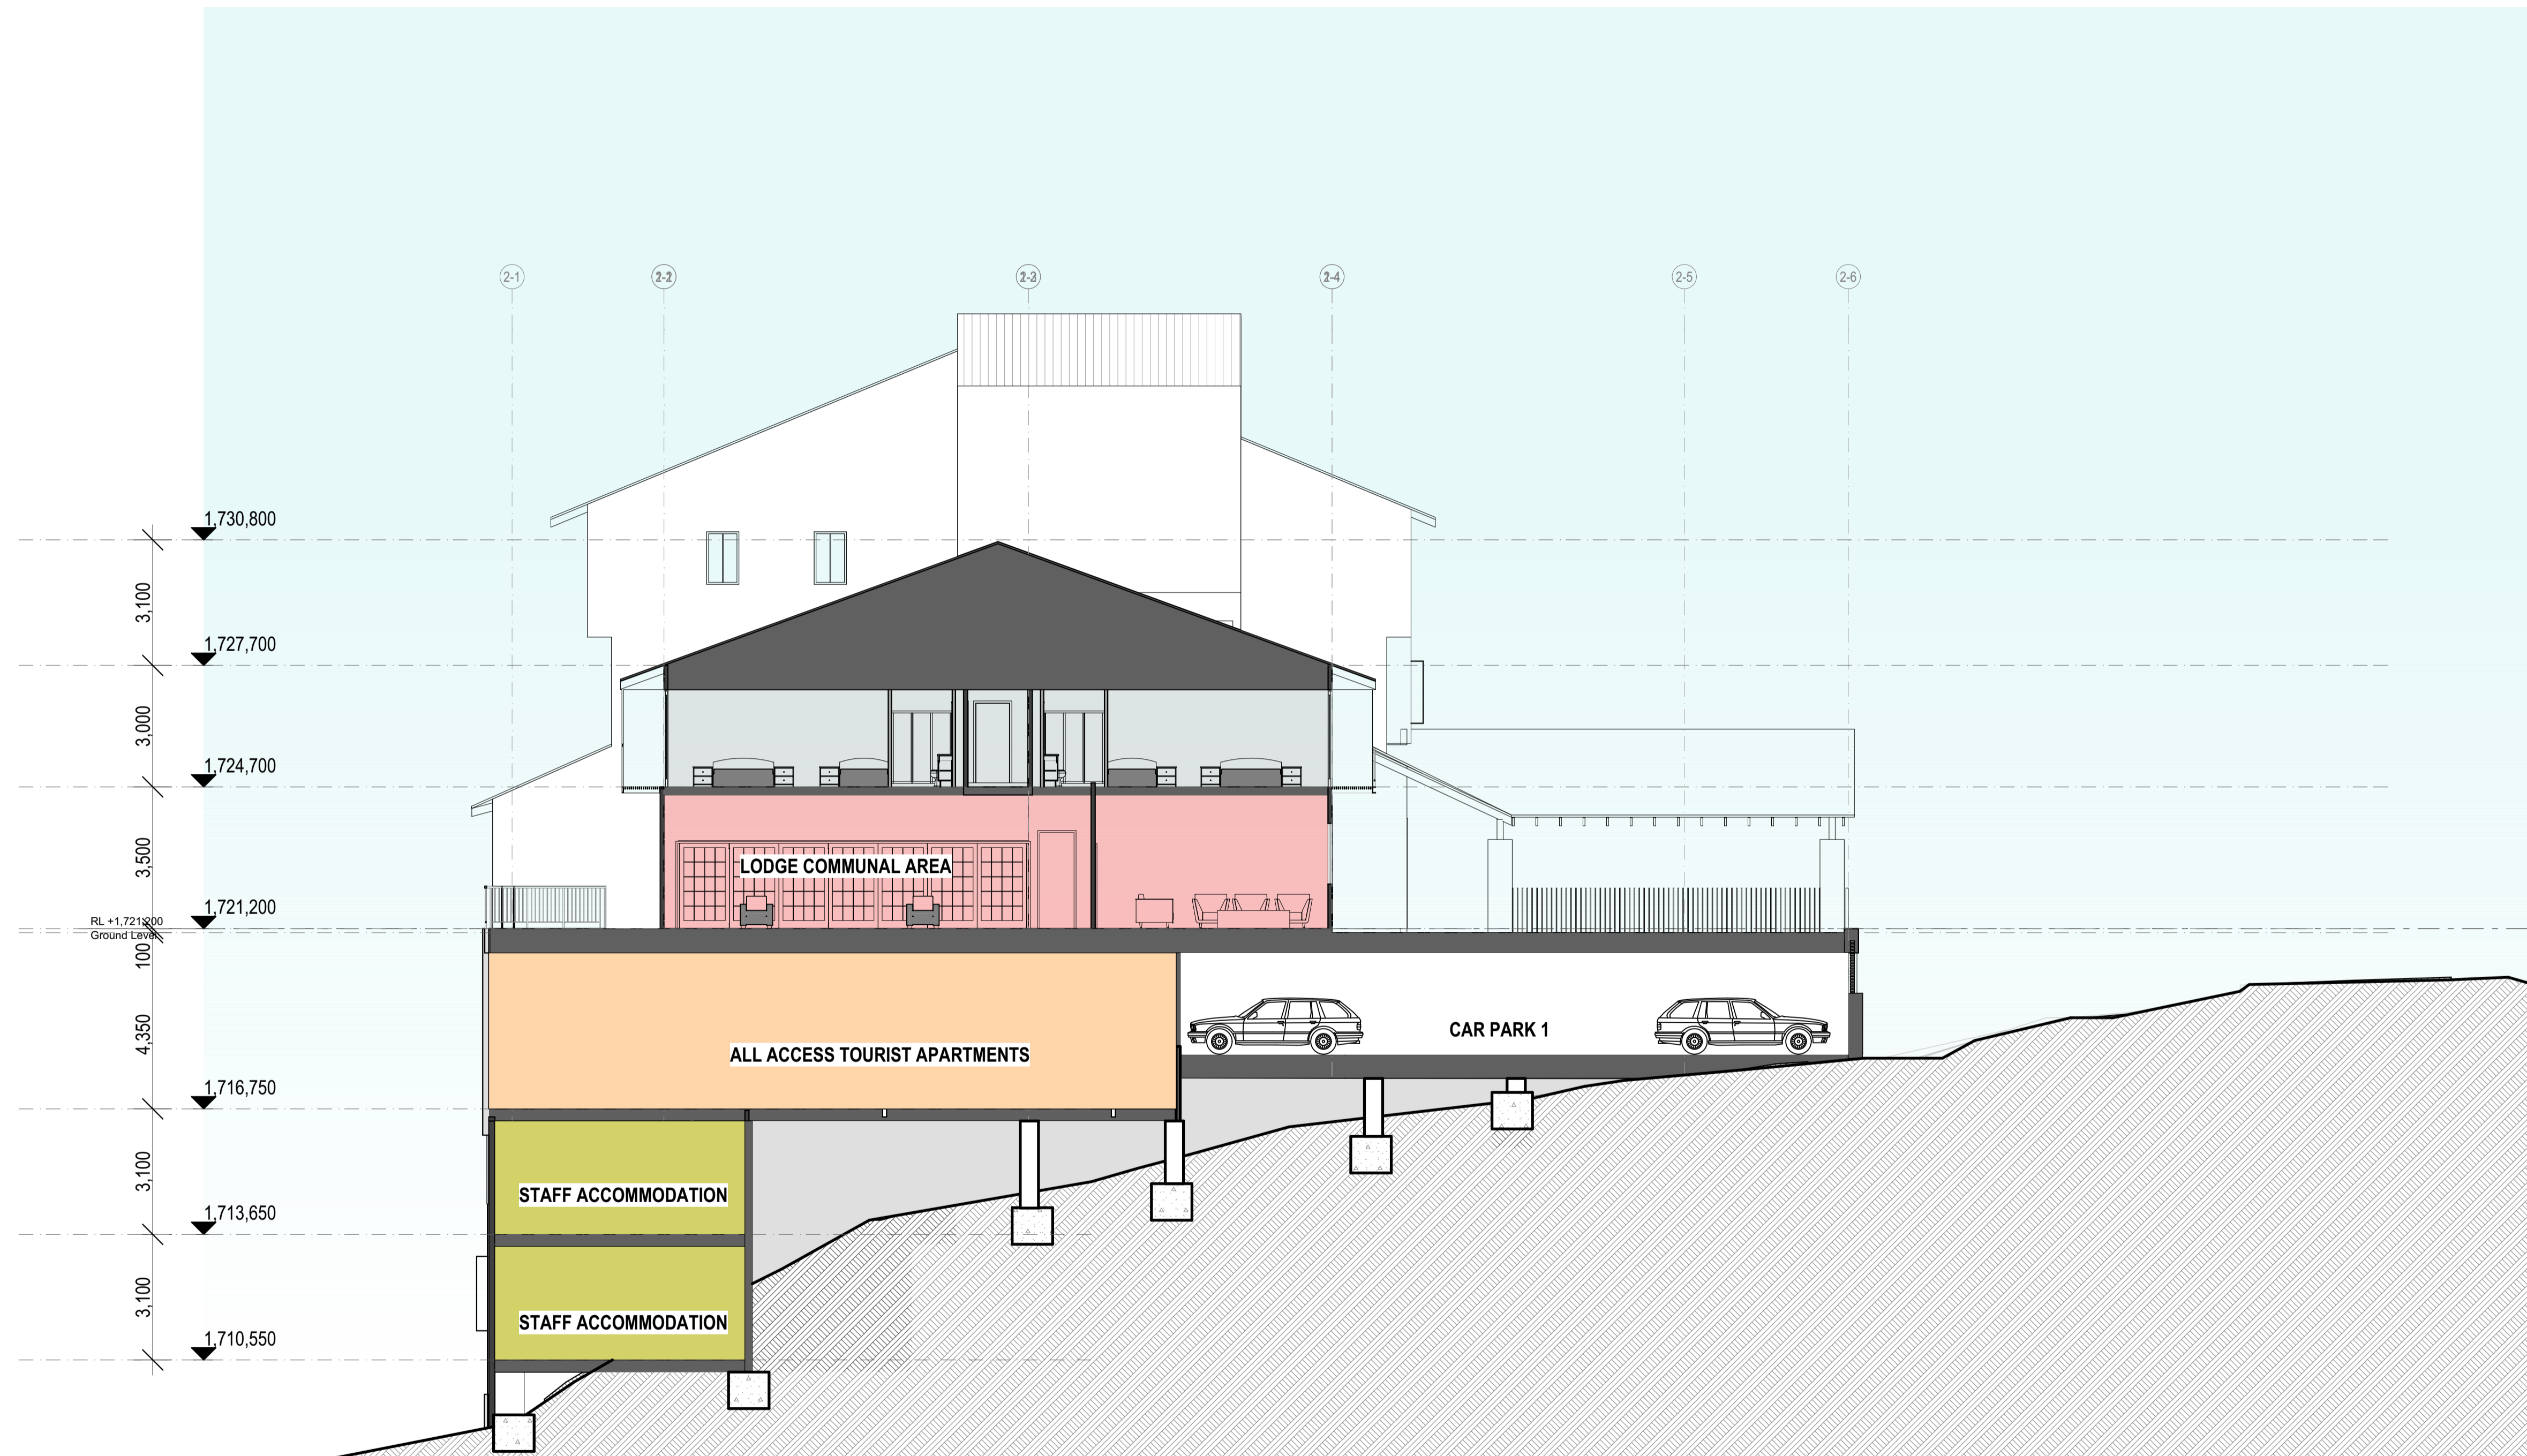 2-1
2-3
2-4
2-5
2-6
1,730,800
3,100
1,727,700
3,000
1,724,700
3,500
LODGE COMMUNAL AREA
1,721,200
RL +1,721,200
Ground Level
100
4,350
CAR PARK 1
ALL ACCESS TOURIST APARTMENTS
1,716,750
3,100
STAFF ACCOMMODATION
1,713,650
3,100
STAFF ACCOMMODATION
1,710,550